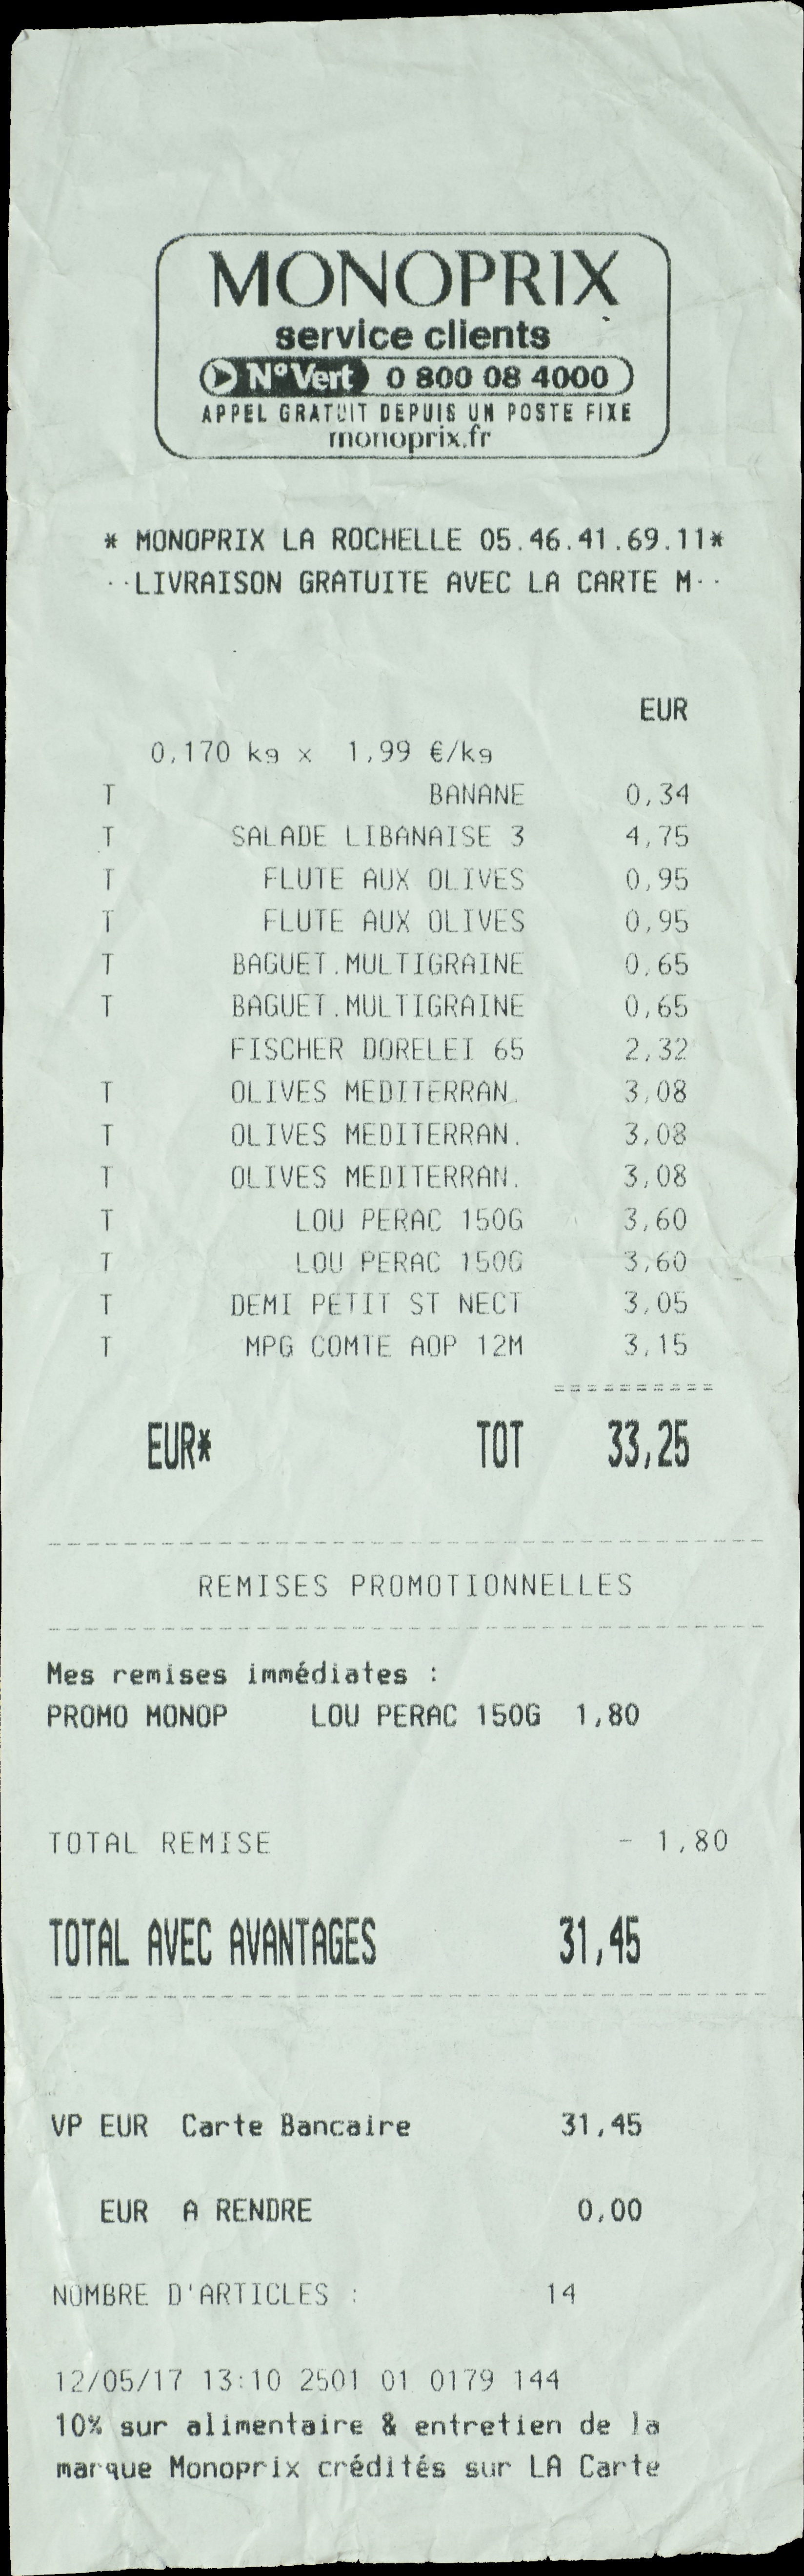 MONOPRIX
service clients
N°Vert 0 800 08 4000
APPEL GRATUIT DEPUIS UN POSTE FIXE
monoprix.fr
* MONOPRIX LA ROCHELLE 05.46.41.69.11*
··LIVRAISON GRATUITE AVEC LA CARTE M··
EUR
0,170 kg x 1,99 €/kg
T BANANE 0,34
T SALADE LIBANAISE 3 4,75
T FLUTE AUX OLIVES 0,95
T FLUTE AUX OLIVES 0,95
T BAGUET.MULTIGRAINE 0,65
T BAGUET.MULTIGRAINE 0,65
FISCHER DORELEI 65 2,32
T OLIVES MEDITERRAN. 3,08
T OLIVES MEDITERRAN. 3,08
T OLIVES MEDITERRAN. 3,08
T LOU PERAC 150G 3,60
T LOU PERAC 150G 3,60
T DEMI PETIT ST NECT 3,05
T MPG COMTE AOP 12M 3,15
==========
EUR* TOT 33,25
REMISES PROMOTIONNELLES
Mes remises immédiates :
PROMO MONOP LOU PERAC 150G 1,80
TOTAL REMISE - 1,80
TOTAL AVEC AVANTAGES 31,45
VP EUR Carte Bancaire 31,45
EUR A RENDRE 0,00
NOMBRE D'ARTICLES : 14
12/05/17 13:10 2501 01 0179 144
10% sur alimentaire & entretien de la
marque Monoprix crédités sur LA Carte